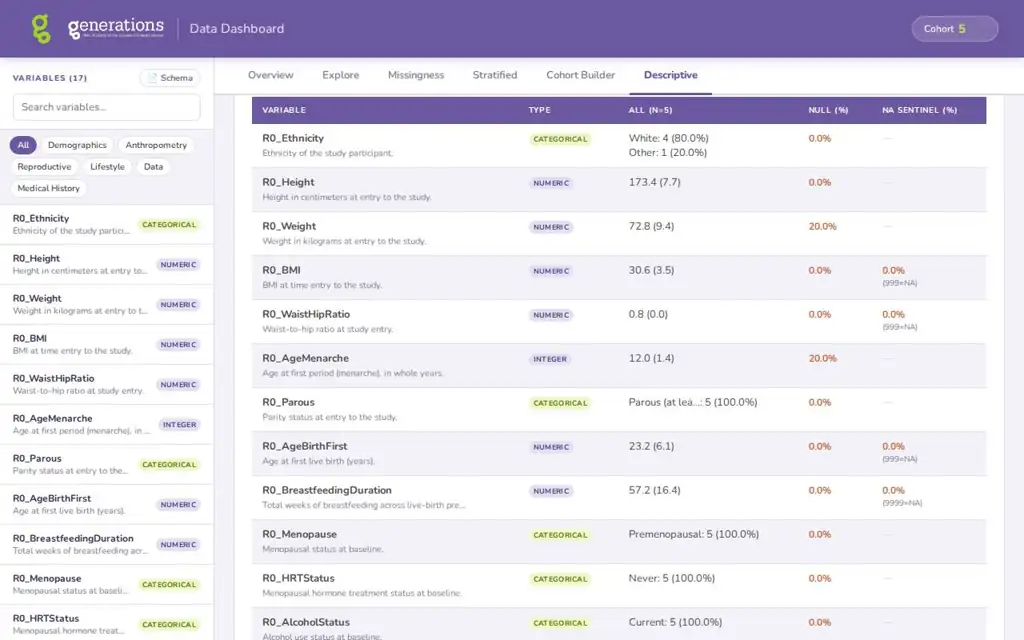 generations
Data Dashboard
Cohort 5
VARIABLES (17)
Schema
Search variables...
All
Demographics
Anthropometry
Reproductive
Lifestyle
Data
Medical History
R0_Ethnicity
Ethnicity of the study partici...
CATEGORICAL
R0_Height
Height in centimeters at entry to...
NUMERIC
R0_Weight
Weight in kilograms at entry to t...
NUMERIC
R0_BMI
BMI at time entry to the study.
NUMERIC
R0_WaistHipRatio
Waist-to-hip ratio at study entry.
NUMERIC
R0_AgeMenarche
Age at first period (menarche), in ...
INTEGER
R0_Parous
Parity status at entry to the...
CATEGORICAL
R0_AgeBirthFirst
Age at first live birth (years).
NUMERIC
R0_BreastfeedingDuration
Total weeks of breastfeeding acr...
NUMERIC
R0_Menopause
Menopausal status at baseli...
CATEGORICAL
R0_HRTStatus
Menopausal hormone treat...
CATEGORICAL
Overview
Explore
Missingness
Stratified
Cohort Builder
Descriptive
VARIABLE TYPE ALL (N=5) NULL (%) NA SENTINEL (%)
R0_Ethnicity CATEGORICAL White: 4 (80.0%) 0.0% —
Ethnicity of the study participant. Other: 1 (20.0%)
R0_Height NUMERIC 173.4 (7.7) 0.0% —
Height in centimeters at entry to the study.
R0_Weight NUMERIC 72.8 (9.4) 20.0% —
Weight in kilograms at entry to the study.
R0_BMI NUMERIC 30.6 (3.5) 0.0% 0.0%
BMI at time entry to the study. (999=NA)
R0_WaistHipRatio NUMERIC 0.8 (0.0) 0.0% 0.0%
Waist-to-hip ratio at study entry. (999=NA)
R0_AgeMenarche INTEGER 12.0 (1.4) 20.0% —
Age at first period (menarche), in whole years.
R0_Parous CATEGORICAL Parous (at lea...: 5 (100.0%) 0.0% —
Parity status at entry to the study.
R0_AgeBirthFirst NUMERIC 23.2 (6.1) 0.0% 0.0%
Age at first live birth (years). (999=NA)
R0_BreastfeedingDuration NUMERIC 57.2 (16.4) 0.0% 0.0%
Total weeks of breastfeeding across live-birth pre... (9999=NA)
R0_Menopause CATEGORICAL Premenopausal: 5 (100.0%) 0.0% —
Menopausal status at baseline.
R0_HRTStatus CATEGORICAL Never: 5 (100.0%) 0.0% —
Menopausal hormone treatment status at baseline.
R0_AlcoholStatus CATEGORICAL Current: 5 (100.0%) 0.0% —
Alcohol use status at baseline.